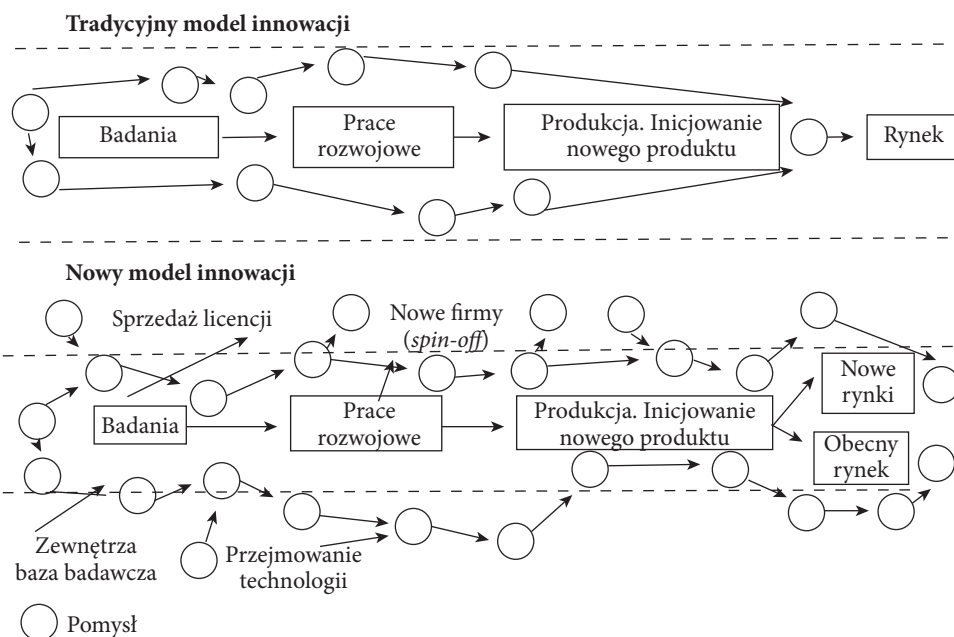 Tradycyjny model innowacji
Badania
Prace
rozwojowe
Produkcja. Inicjowanie
nowego produktu
Rynek
Nowy model innowacji
Sprzedaż licencji
Nowe firmy
(spin-off)
Badania
Prace
rozwojowe
Produkcja. Inicjowanie
nowego produktu
Nowe
rynki
Obecny
rynek
Zewnętrza
baza badawcza
Przejmowanie
technologii
Pomysł